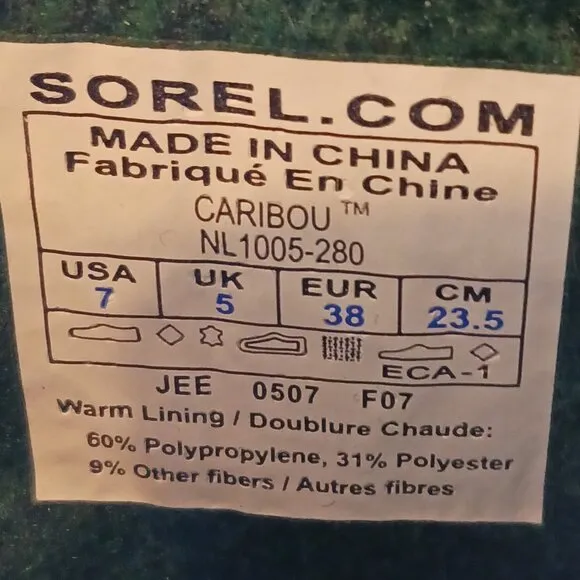 SOREL.COM
MADE IN CHINA
Fabriqué En Chine
CARIBOU™
NL1005-280
USA UK EUR CM
7 5 38 23.5
ECA-1
JEE 0507 F07
Warm Lining / Doublure Chaude:
60% Polypropylene, 31% Polyester
9% Other fibers / Autres fibres